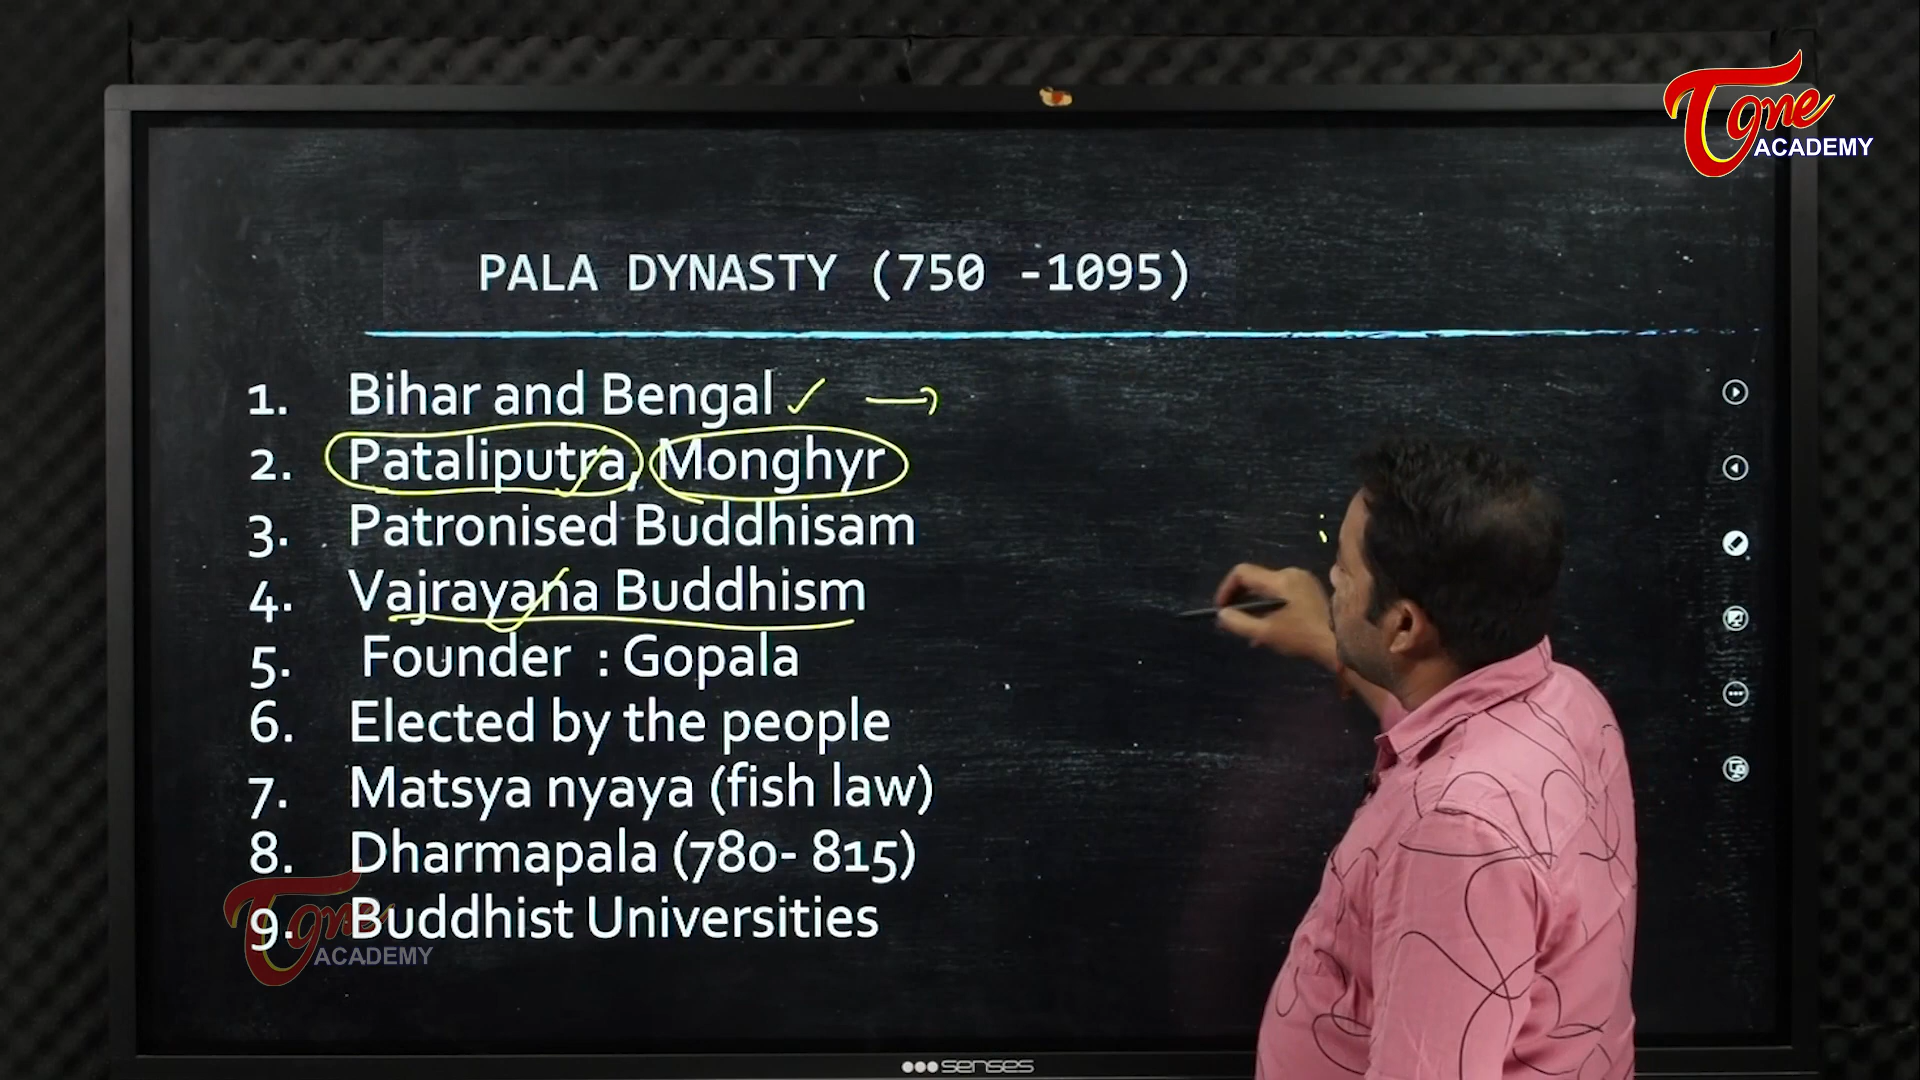 Tone
ACADEMY
PALA DYNASTY (750 -1095)
1. Bihar and Bengal
2. Pataliputra, Monghyr
3. Patronised Buddhisam
4. Vajrayana Buddhism
5. Founder : Gopala
6. Elected by the people
7. Matsya nyaya (fish law)
8. Dharmapala (780- 815)
9. Buddhist Universities
Tone
ACADEMY
senses